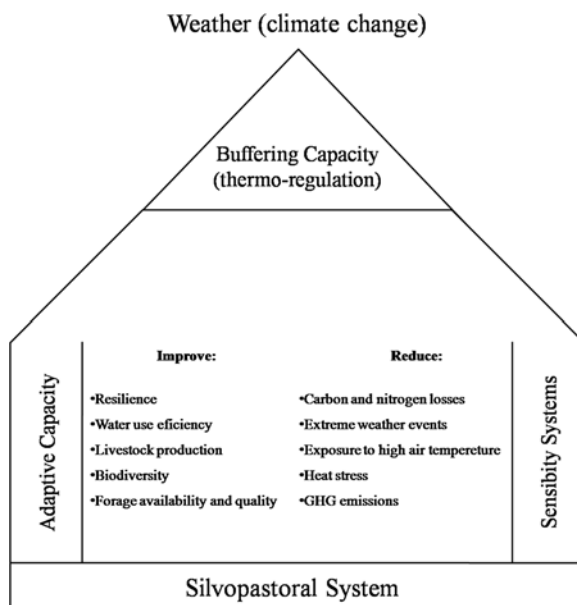 Weather (climate change)
Buffering Capacity
(thermo-regulation)
Adaptive Capacity
Improve:
•Resilience
•Water use eficiency
•Livestock production
•Biodiversity
•Forage availability and quality
Reduce:
•Carbon and nitrogen losses
•Extreme weather events
•Exposure to high air tempereture
•Heat stress
•GHG emissions
Sensibity Systems
Silvopastoral System